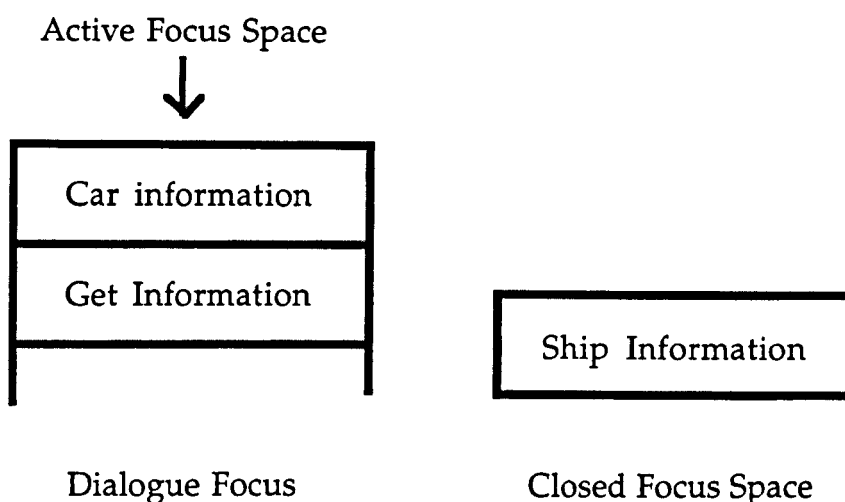 Active Focus Space
Car information
Get Information
Ship Information
Dialogue Focus
Closed Focus Space